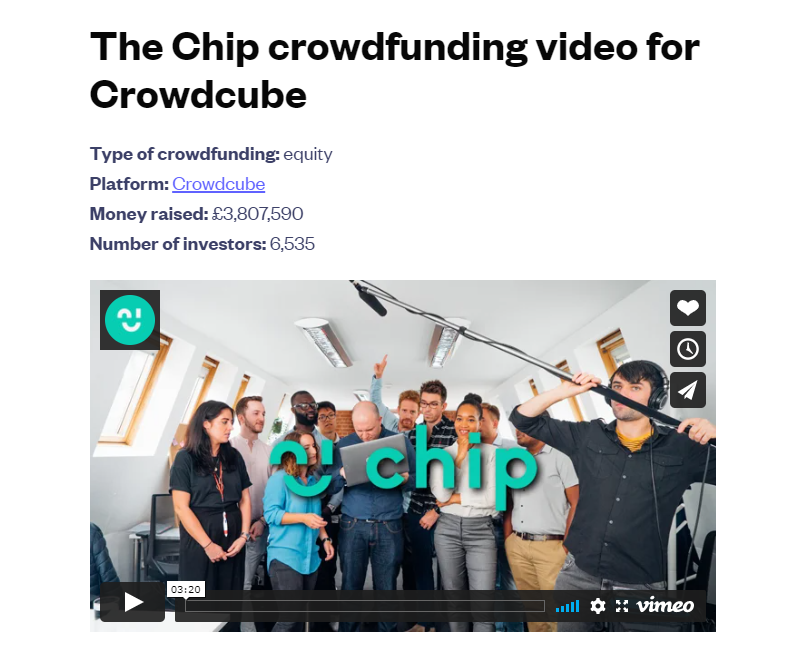 The Chip crowdfunding video for
Crowdcube
Type of crowdfunding: equity
Platform: Crowdcube
Money raised: £3,807,590
Number of investors: 6,535
chip
03:20
vimeo